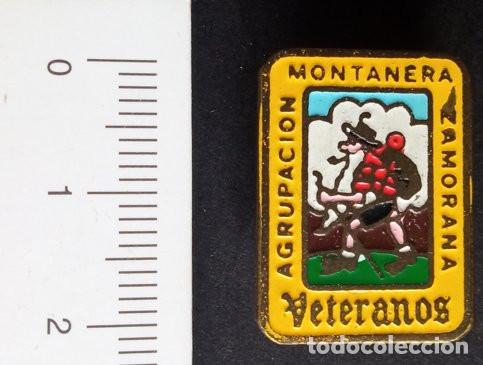 0
1
2
AGRUPACION
MONTANERA
ZAMORANA
Veteranos
todocoleccion